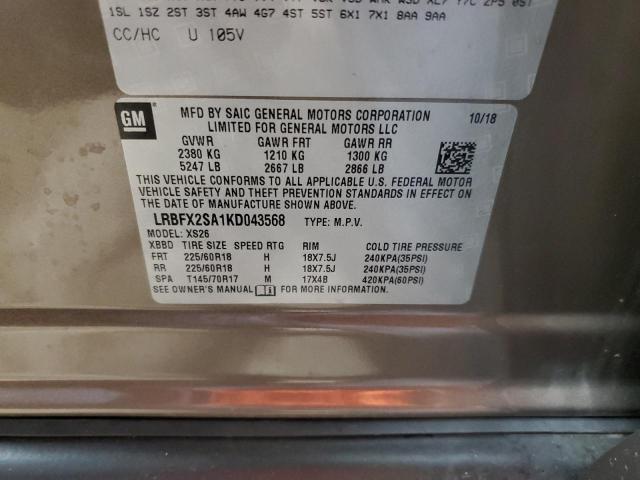 1SL 1SZ 2ST 3ST 4AW 4G7 4ST 5ST 6X1 7X1 8AA 9AA
CC/HC U 105V
GM
MFD BY SAIC GENERAL MOTORS CORPORATION 10/18
LIMITED FOR GENERAL MOTORS LLC
GVWR GAWR FRT GAWR RR
2380 KG 1210 KG 1300 KG
5247 LB 2667 LB 2866 LB
THIS VEHICLE CONFORMS TO ALL APPLICABLE U.S. FEDERAL MOTOR
VEHICLE SAFETY AND THEFT PREVENTION STANDARDS IN EFFECT ON
THE DATE OF MANUFACTURE SHOWN ABOVE.
LRBFX2SA1KD043568 TYPE: M.P.V.
MODEL: XS26
XBBD TIRE SIZE SPEED RTG RIM COLD TIRE PRESSURE
FRT 225/60R18 H 18X7.5J 240KPA(35PSI)
RR 225/60R18 H 18X7.5J 240KPA(35PSI)
SPA T145/70R17 M 17X4B 420KPA(60PSI)
SEE OWNER'S MANUAL FOR MORE INFORMATION.